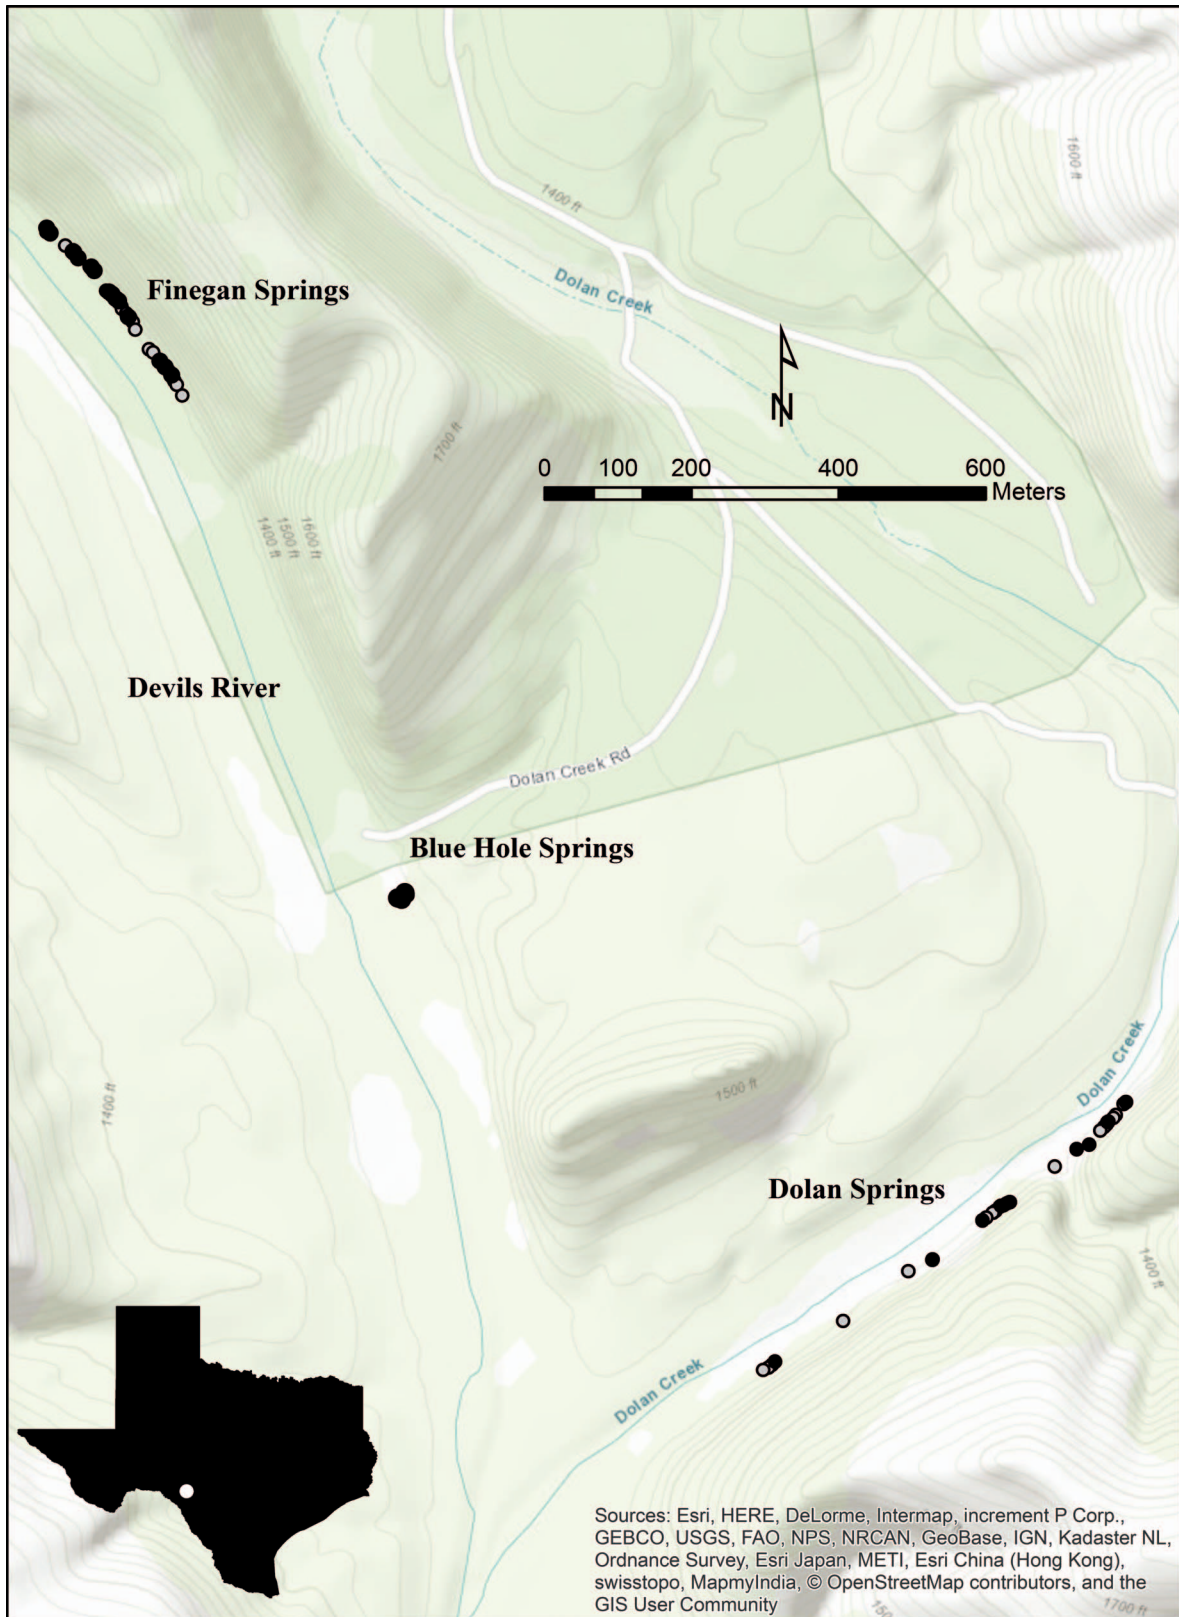 1600 ft
1400 ft
Dolan Creek
Finegan Springs
N
1700 ft
0 100 200 400 600
Meters
1400 ft
1500 ft
1600 ft
Devils River
Dolan Creek Rd
Blue Hole Springs
Dolan Creek
1500 ft
1400 ft
Dolan Springs
1400 ft
Dolan Creek
Sources: Esri, HERE, DeLorme, Intermap, increment P Corp.,
GEBCO, USGS, FAO, NPS, NRCAN, GeoBase, IGN, Kadaster NL,
Ordnance Survey, Esri Japan, METI, Esri China (Hong Kong),
swisstopo, MapmyIndia, © OpenStreetMap contributors, and the
GIS User Community
1700 ft